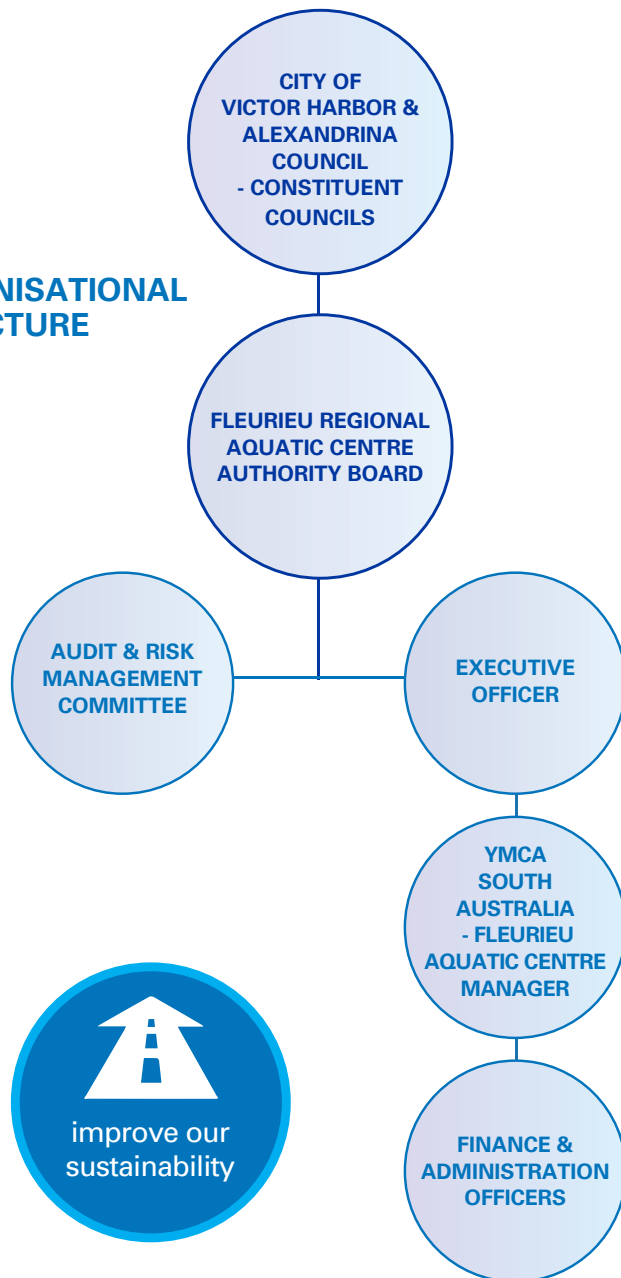 CITY OF
VICTOR HARBOR &
ALEXANDRINA
COUNCIL
- CONSTITUENT
COUNCILS
NISATIONAL
CTURE
FLEURIEU REGIONAL
AQUATIC CENTRE
AUTHORITY BOARD
AUDIT & RISK
MANAGEMENT
COMMITTEE
EXECUTIVE
OFFICER
YMCA
SOUTH
AUSTRALIA
- FLEURIEU
AQUATIC CENTRE
MANAGER
improve our
sustainability
FINANCE &
ADMINISTRATION
OFFICERS